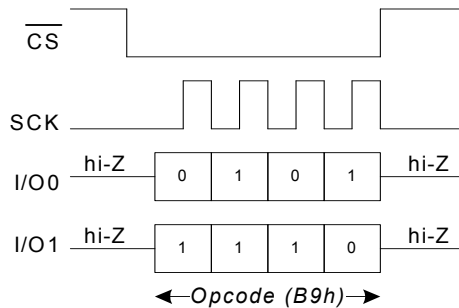 CS
SCK
hi-Z hi-Z
I/O0 0 1 0 1
hi-Z hi-Z
I/O1 1 1 1 0
Opcode (B9h)